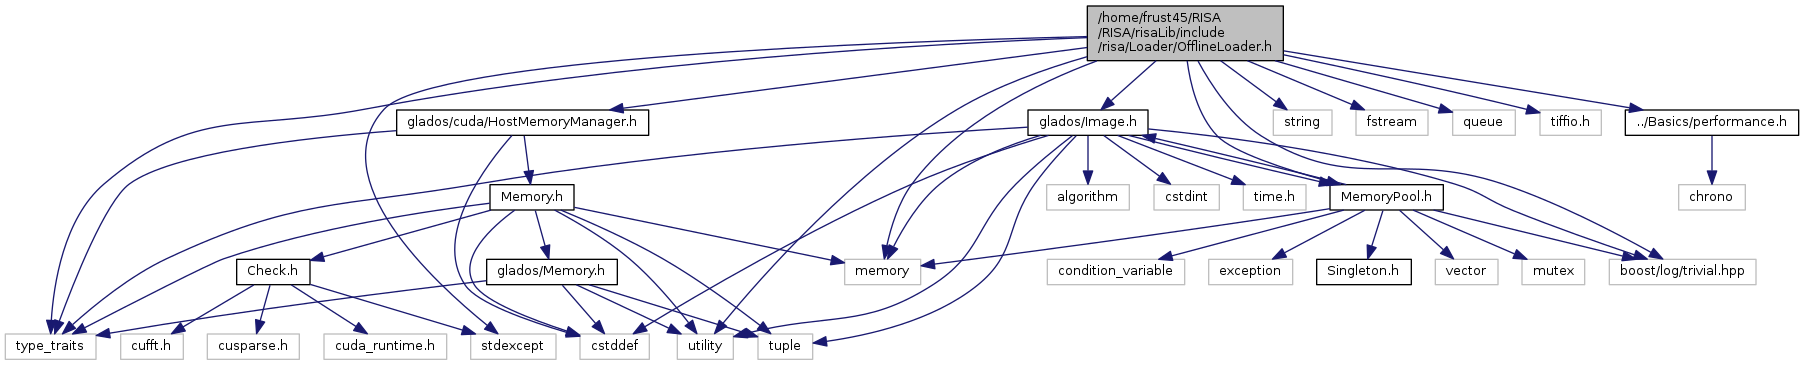 /home/frust45/RISA
/RISA/risaLib/include
/risa/Loader/OfflineLoader.h
glados/cuda/HostMemoryManager.h
glados/Image.h
string
fstream
queue
tiffio.h
../Basics/performance.h
Memory.h
algorithm
cstdint
time.h
MemoryPool.h
chrono
Check.h
glados/Memory.h
memory
condition_variable
exception
Singleton.h
vector
mutex
boost/log/trivial.hpp
type_traits
cufft.h
cusparse.h
cuda_runtime.h
stdexcept
cstddef
utility
tuple